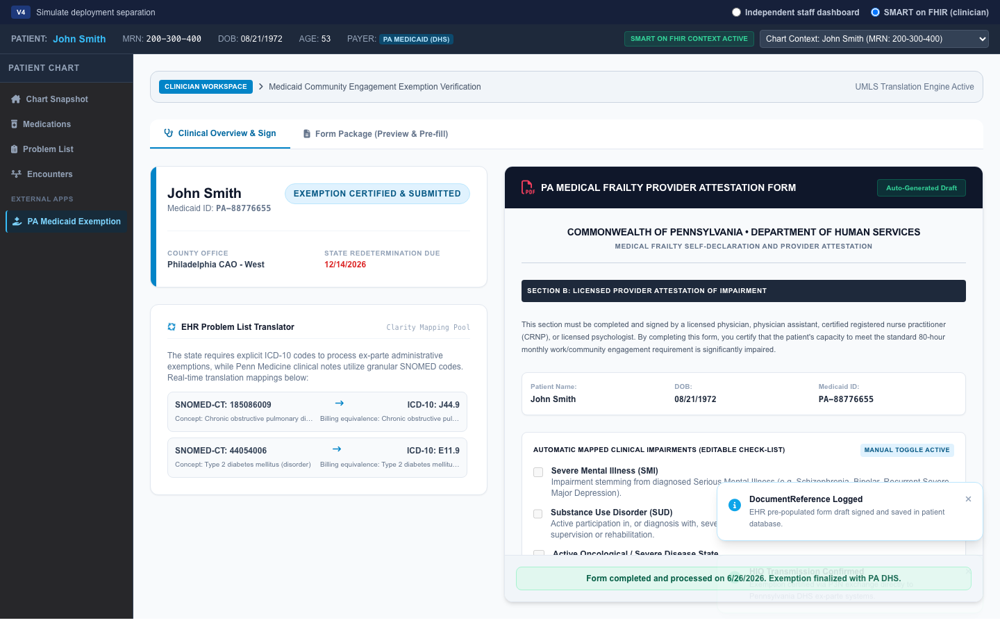 V4 Simulate deployment separation
Independent staff dashboard SMART on FHIR (clinician)
PATIENT: John Smith MRN: 200-300-400 DOB: 08/21/1972 AGE: 53 PAYER: PA MEDICAID (DHS)
SMART ON FHIR CONTEXT ACTIVE Chart Context: John Smith (MRN: 200-300-400)
PATIENT CHART
Chart Snapshot
Medications
Problem List
Encounters
EXTERNAL APPS
PA Medicaid Exemption
CLINICIAN WORKSPACE Medicaid Community Engagement Exemption Verification
UMLS Translation Engine Active
Clinical Overview & Sign
Form Package (Preview & Pre-fill)
John Smith
EXEMPTION CERTIFIED & SUBMITTED
Medicaid ID: PA-88776655
COUNTY OFFICE
Philadelphia CAO - West
STATE REDETERMINATION DUE
12/14/2026
EHR Problem List Translator
Clarity Mapping Pool
The state requires explicit ICD-10 codes to process ex-parte administrative
exemptions, while Penn Medicine clinical notes utilize granular SNOMED codes.
Real-time translation mappings below:
SNOMED-CT: 185086009 → ICD-10: J44.9
Concept: Chronic obstructive pulmonary di... Billing equivalence: Chronic obstructive pul...
SNOMED-CT: 44054006 → ICD-10: E11.9
Concept: Type 2 diabetes mellitus (disorder) Billing equivalence: Type 2 diabetes mellitu...
PDF
PA MEDICAL FRAILTY PROVIDER ATTESTATION FORM
Auto-Generated Draft
COMMONWEALTH OF PENNSYLVANIA • DEPARTMENT OF HUMAN SERVICES
MEDICAL FRAILTY SELF-DECLARATION AND PROVIDER ATTESTATION
SECTION B: LICENSED PROVIDER ATTESTATION OF IMPAIRMENT
This section must be completed and signed by a licensed physician, physician assistant, certified registered nurse practitioner
(CRNP), or licensed psychologist. By completing this form, you certify that the patient's capacity to meet the standard 80-hour
monthly work/community engagement requirement is significantly impaired.
Patient Name: DOB: Medicaid ID:
John Smith 08/21/1972 PA-88776655
AUTOMATIC MAPPED CLINICAL IMPAIRMENTS (EDITABLE CHECK-LIST)
MANUAL TOGGLE ACTIVE
Severe Mental Illness (SMI)
Impairment stemming from diagnosed Serious Mental Illness (e.g. Schizophrenia, Bipolar, Recurrent Severe
Major Depression).
Substance Use Disorder (SUD)
Active participation in, or diagnosis with, seve
supervision or rehabilitation.
Active Oncological / Severe Disease State
DocumentReference Logged
EHR pre-populated form draft signed and saved in patient
database.
HIO Transmission Confirmed
Form completed and processed on 6/26/2026. Exemption finalized with PA DHS.
Exemption certified via P3N exchange directly to
Pennsylvania DHS ex-parte systems.